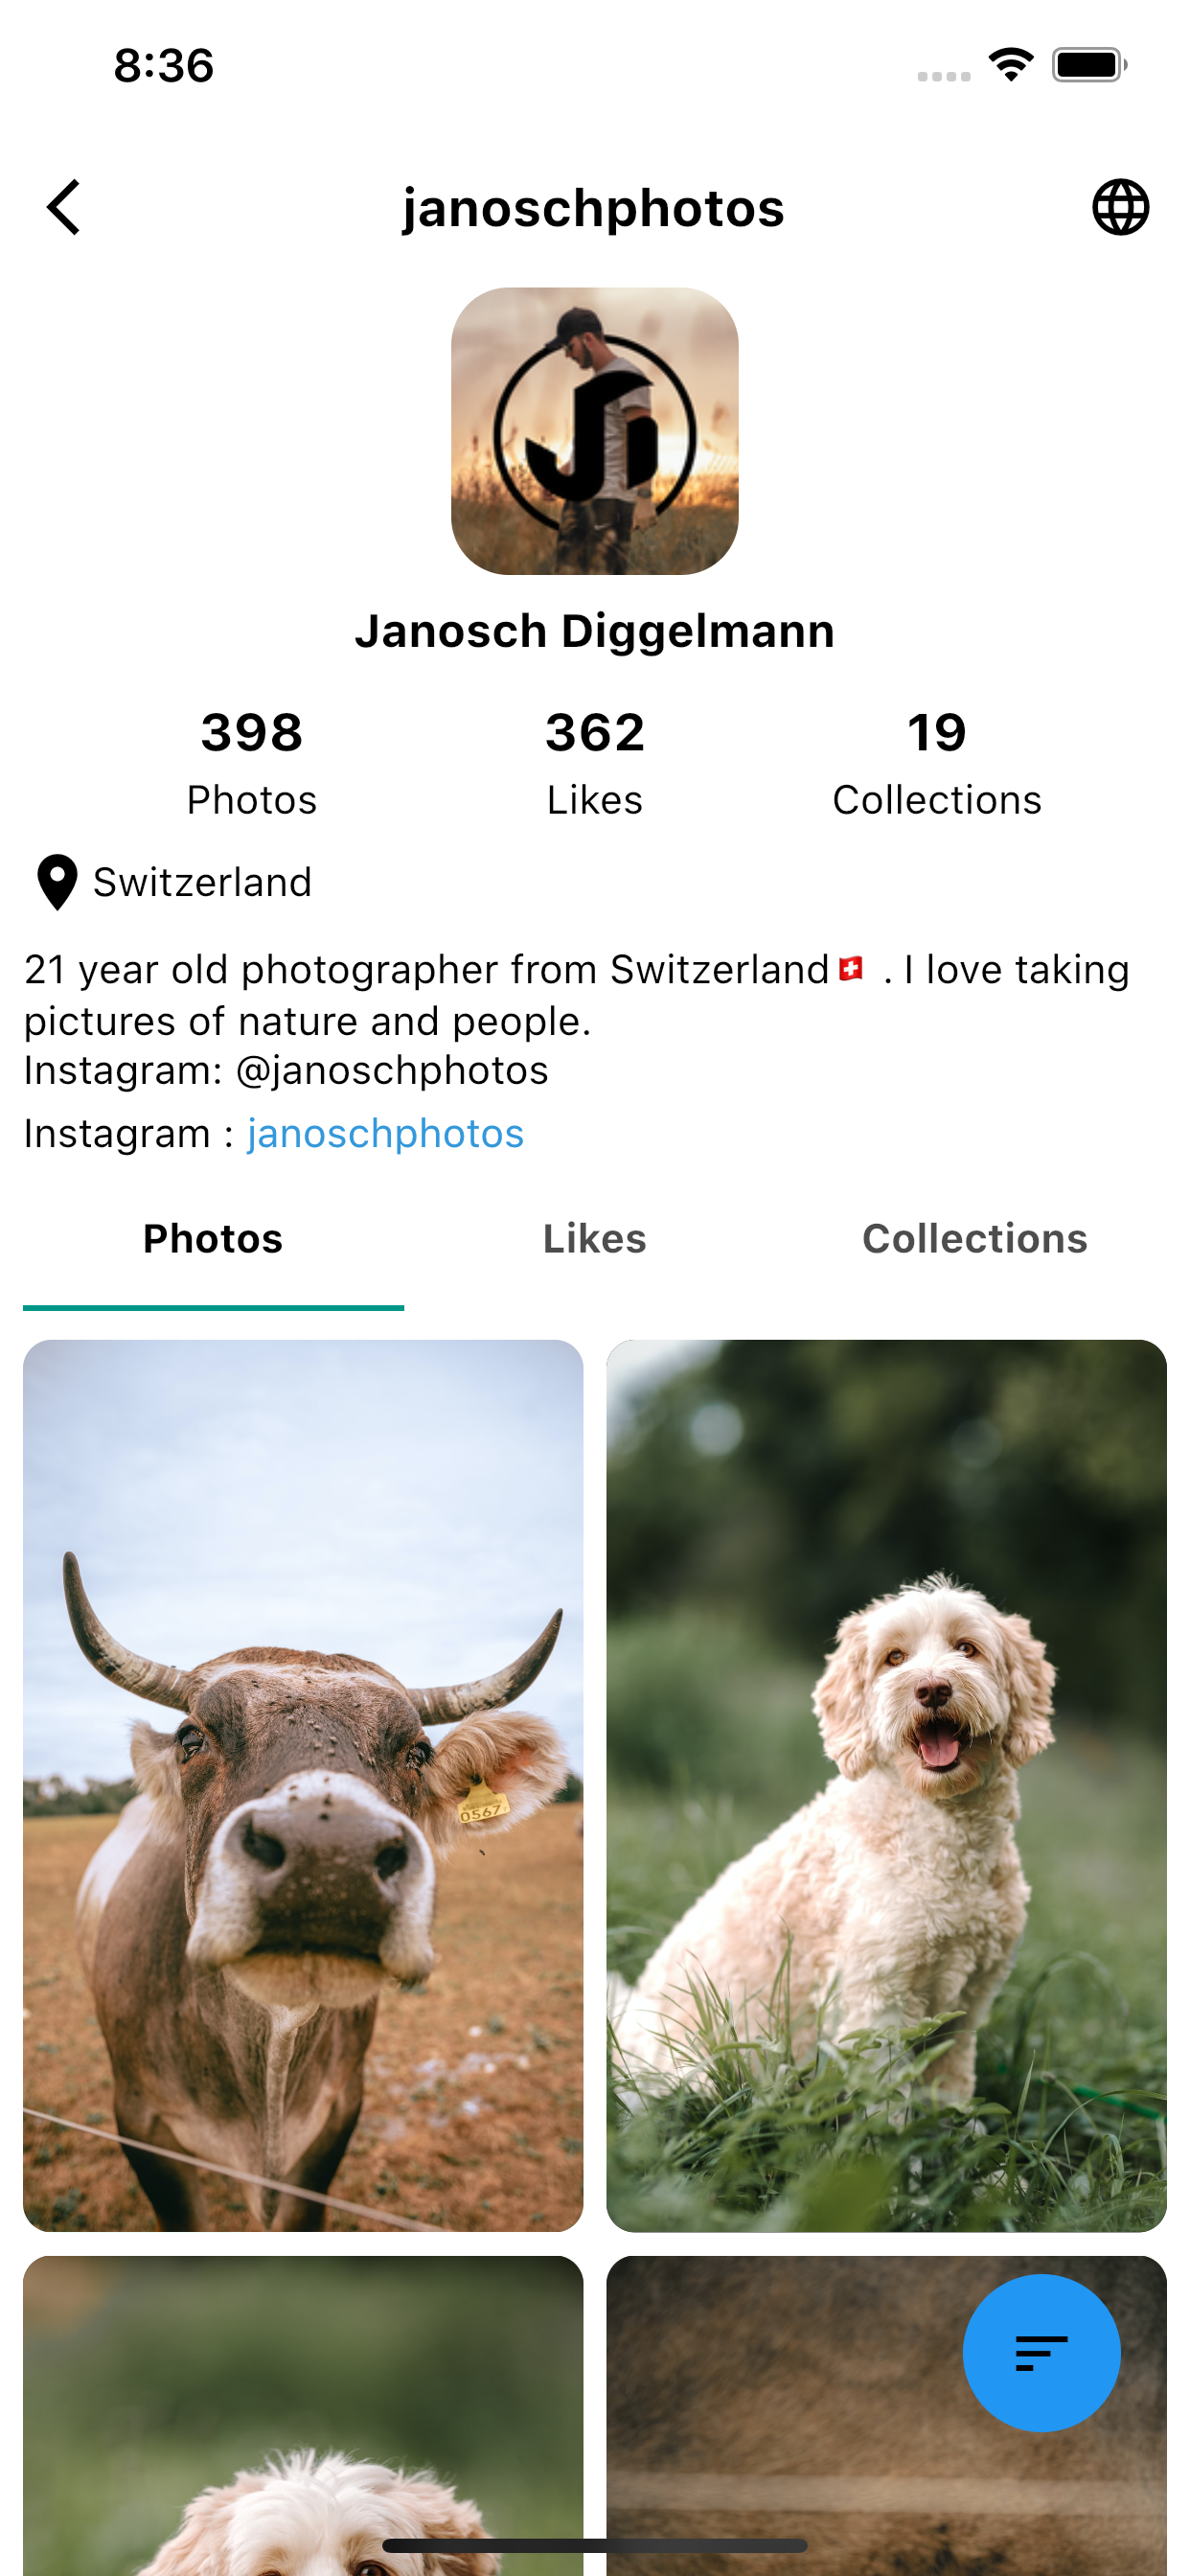 8:36
janoschphotos
Janosch Diggelmann
398 362 19
Photos Likes Collections
Switzerland
21 year old photographer from Switzerland🇨🇭 . I love taking
pictures of nature and people.
Instagram: @janoschphotos
Instagram : janoschphotos
Photos Likes Collections
0567